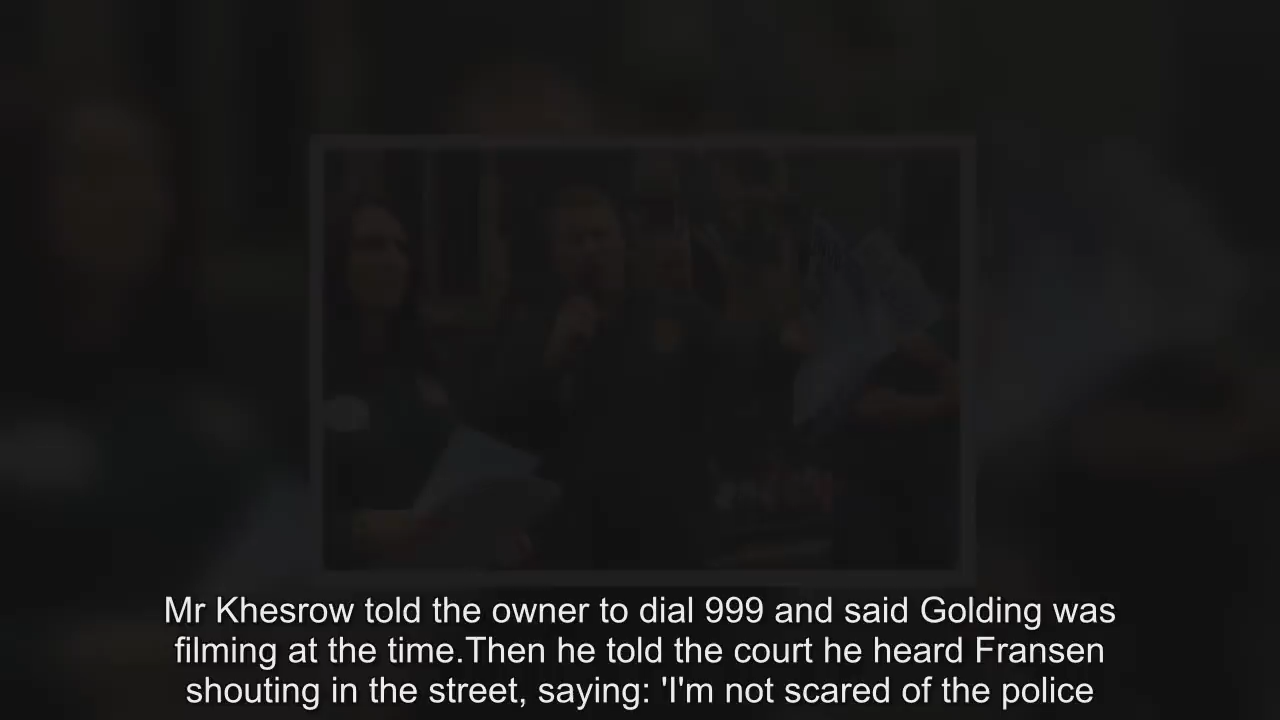 Mr Khesrow told the owner to dial 999 and said Golding was
filming at the time.Then he told the court he heard Fransen
shouting in the street, saying: 'I'm not scared of the police